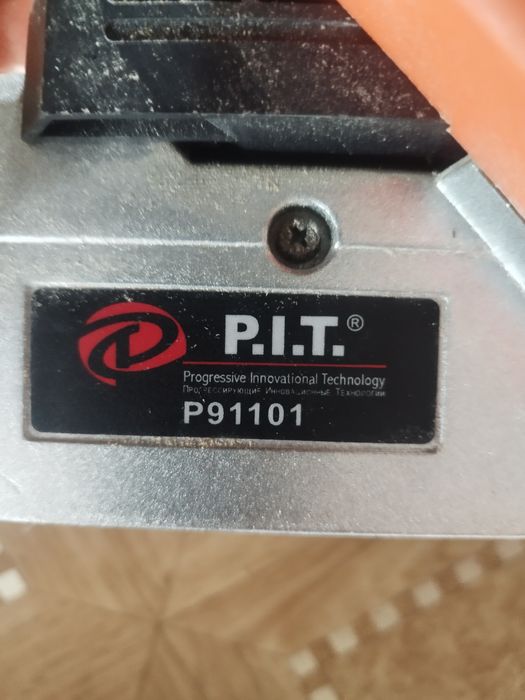 P.I.T.®
Progressive Innovational Technology
Прогрессирующие Инновационные Технологии
P91101